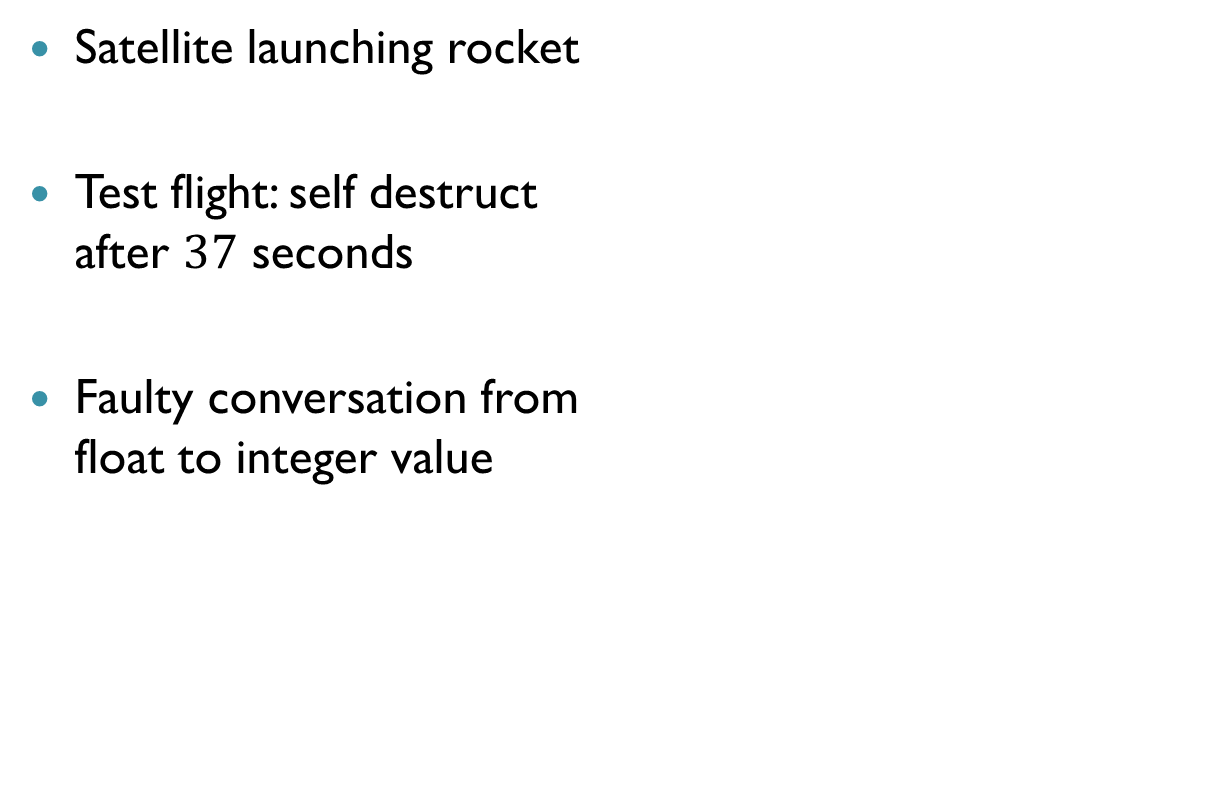 • Satellite launching rocket
• Test flight: self destruct
after 37 seconds
• Faulty conversation from
float to integer value